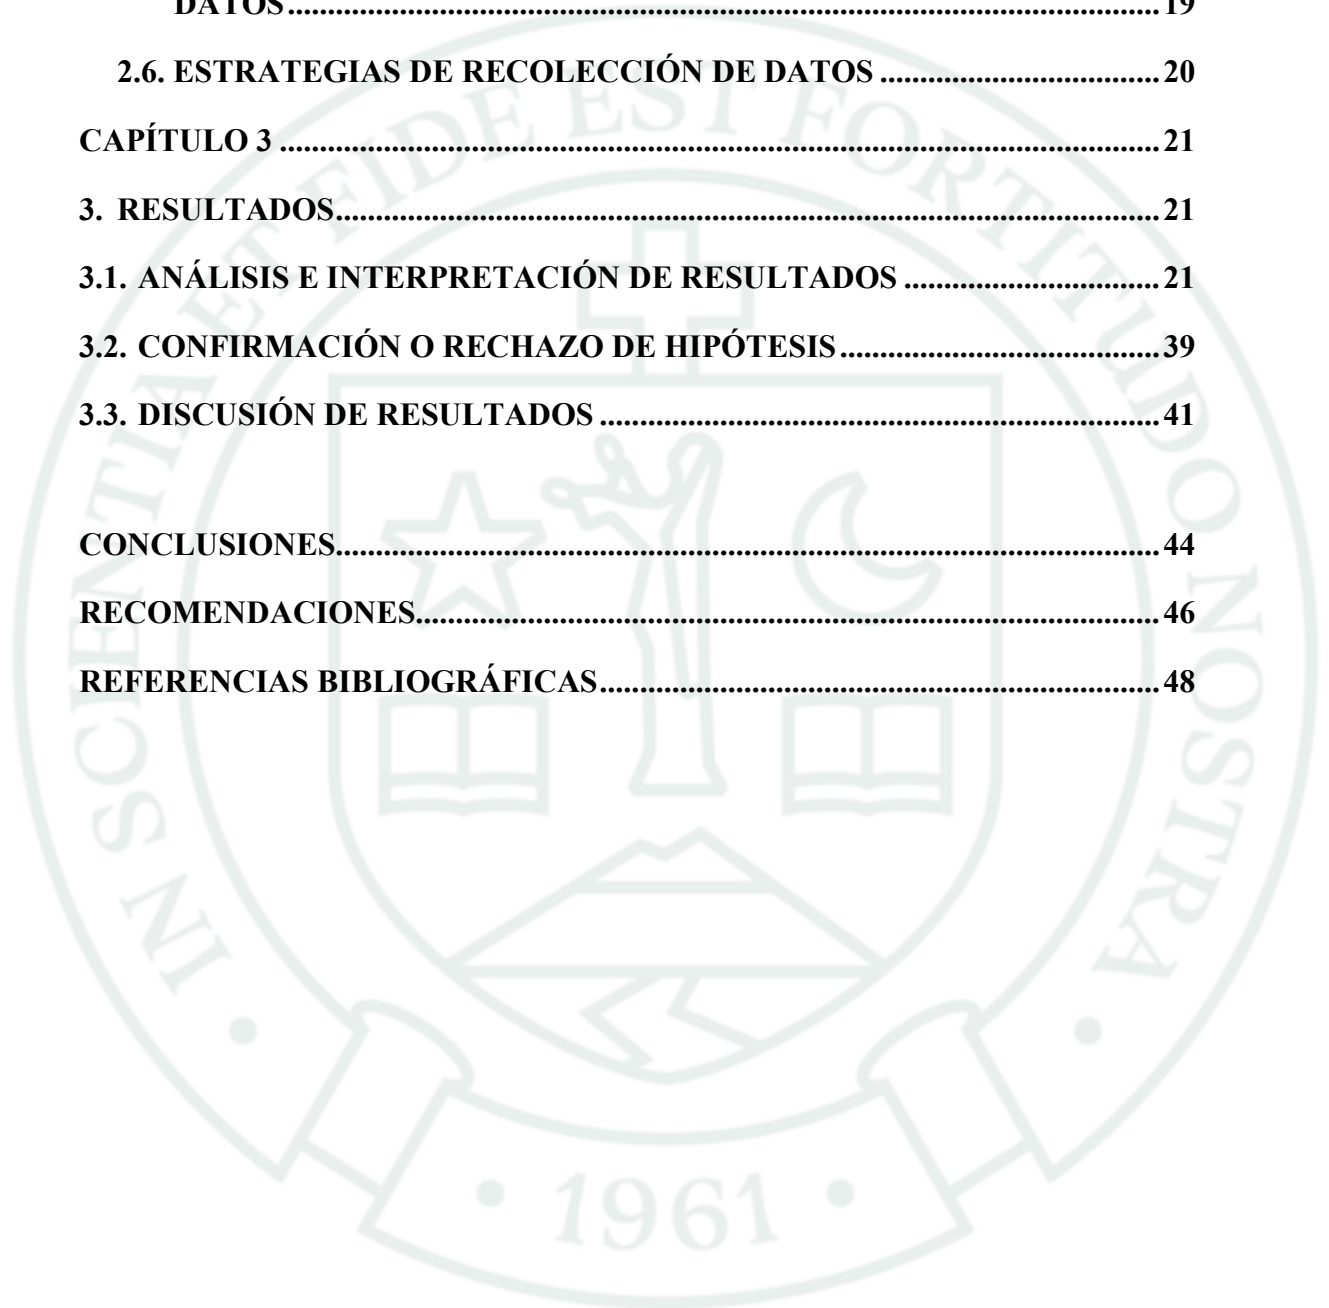 DATOS........................................................................................................19
2.6. ESTRATEGIAS DE RECOLECCIÓN DE DATOS ..................................20
CAPÍTULO 3 ..........................................................................................................21
3. RESULTADOS...................................................................................................21
3.1. ANÁLISIS E INTERPRETACIÓN DE RESULTADOS ...............................21
3.2. CONFIRMACIÓN O RECHAZO DE HIPÓTESIS.......................................39
3.3. DISCUSIÓN DE RESULTADOS ....................................................................41
CONCLUSIONES...................................................................................................44
RECOMENDACIONES.........................................................................................46
REFERENCIAS BIBLIOGRÁFICAS...................................................................48
IN SCIENTIA ET FIDE EST FORTITUDO NOSTRA
• 1961 •